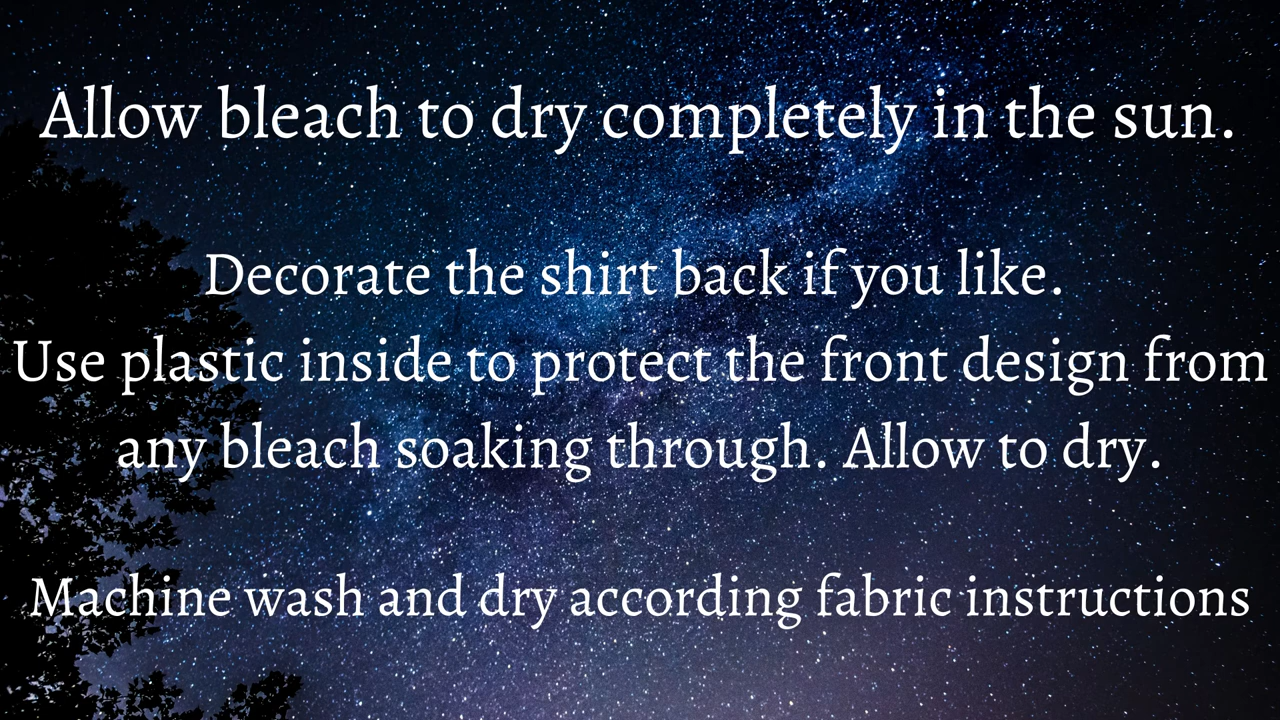 Allow bleach to dry completely in the sun.
Decorate the shirt back if you like.
Use plastic inside to protect the front design from
any bleach soaking through. Allow to dry.
Machine wash and dry according fabric instructions